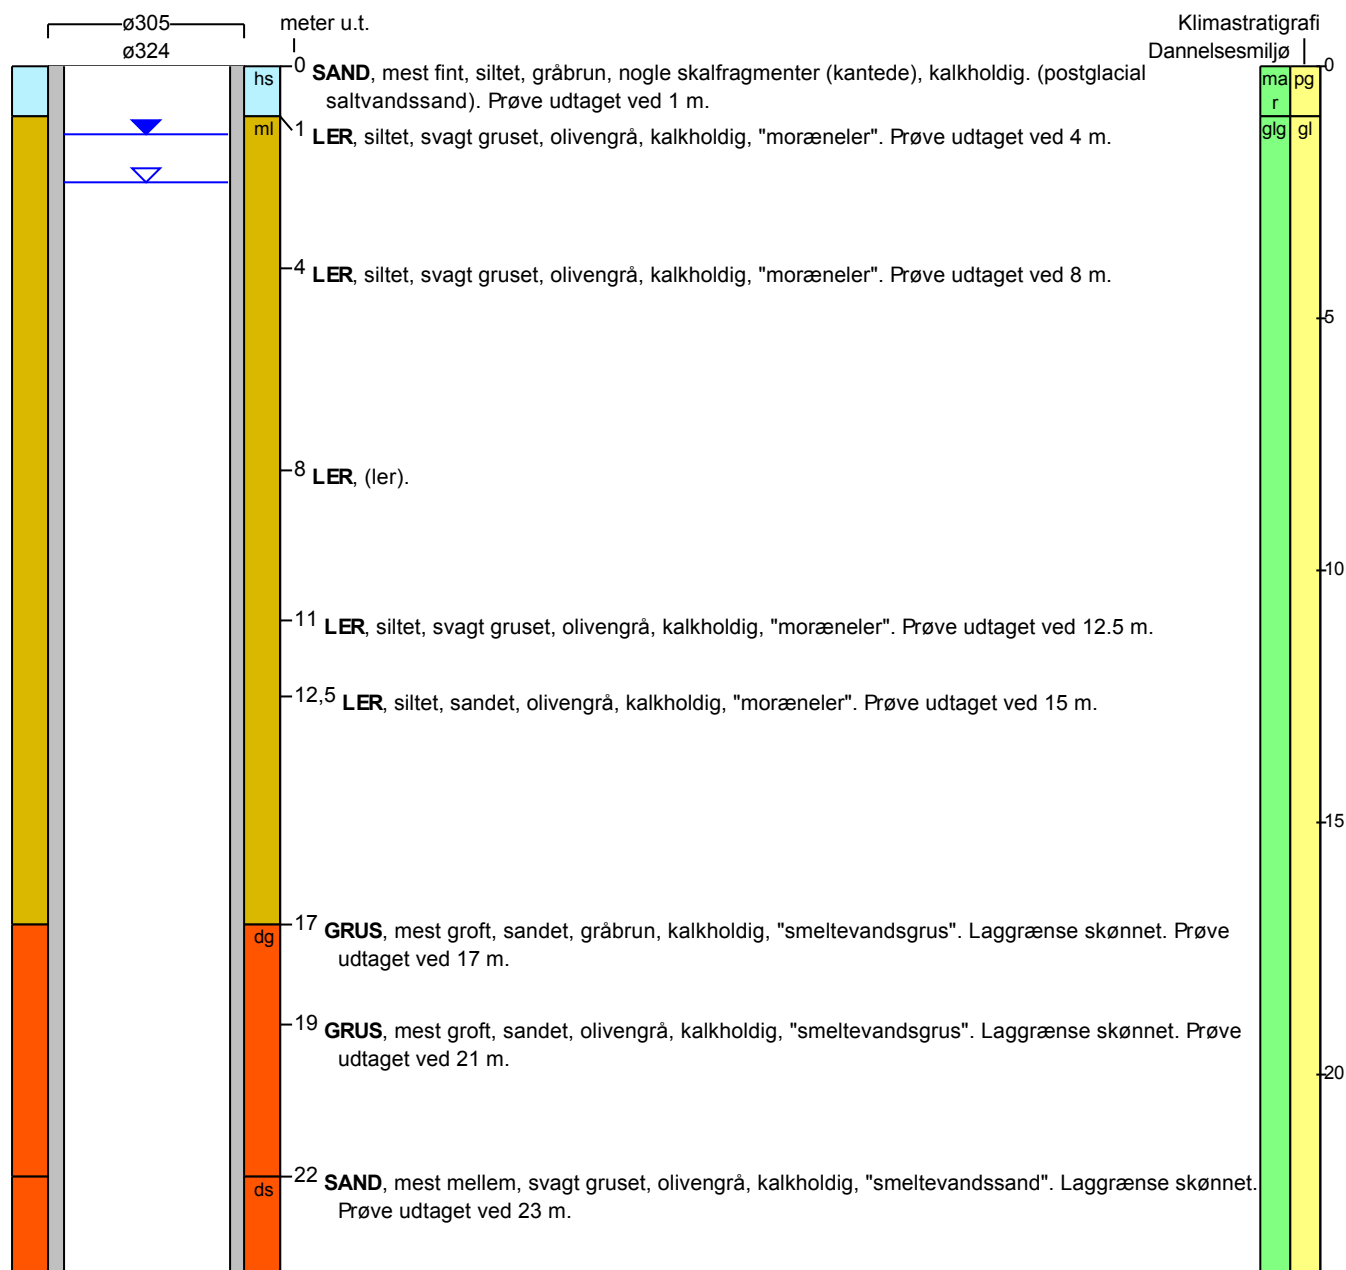 ø305
meter u.t.
Klimastratigrafi
ø324
Dannelsesmiljø
hs
0
SAND, mest fint, siltet, gråbrun, nogle skalfragmenter (kantede), kalkholdig. (postglacial
saltvandssand). Prøve udtaget ved 1 m.
ma
r
pg
0
ml
1
LER, siltet, svagt gruset, olivengrå, kalkholdig, "moræneler". Prøve udtaget ved 4 m.
glg
gl
4
LER, siltet, svagt gruset, olivengrå, kalkholdig, "moræneler". Prøve udtaget ved 8 m.
5
8
LER, (ler).
10
11
LER, siltet, svagt gruset, olivengrå, kalkholdig, "moræneler". Prøve udtaget ved 12.5 m.
12,5
LER, siltet, sandet, olivengrå, kalkholdig, "moræneler". Prøve udtaget ved 15 m.
15
dg
17
GRUS, mest groft, sandet, gråbrun, kalkholdig, "smeltevandsgrus". Laggrænse skønnet. Prøve
udtaget ved 17 m.
19
GRUS, mest groft, sandet, olivengrå, kalkholdig, "smeltevandsgrus". Laggrænse skønnet. Prøve
udtaget ved 21 m.
20
ds
22
SAND, mest mellem, svagt gruset, olivengrå, kalkholdig, "smeltevandssand". Laggrænse skønnet.
Prøve udtaget ved 23 m.